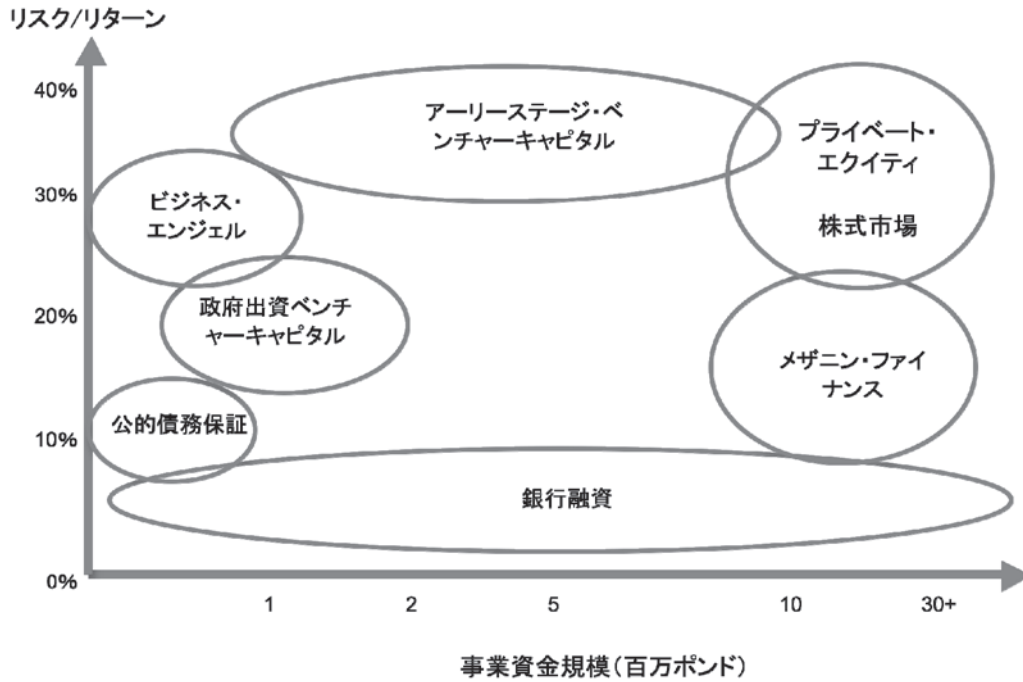 リスク/リターン
40%
アーリーステージ・ベ
ンチャーキャピタル
プライベート・
エクイティ
株式市場
30%
ビジネス・
エンジェル
20%
政府出資ベンチ
ャーキャピタル
メザニン・ファイ
ナンス
10%
公的債務保証
銀行融資
0%
1 2 5 10 30+
事業資金規模(百万ポンド)